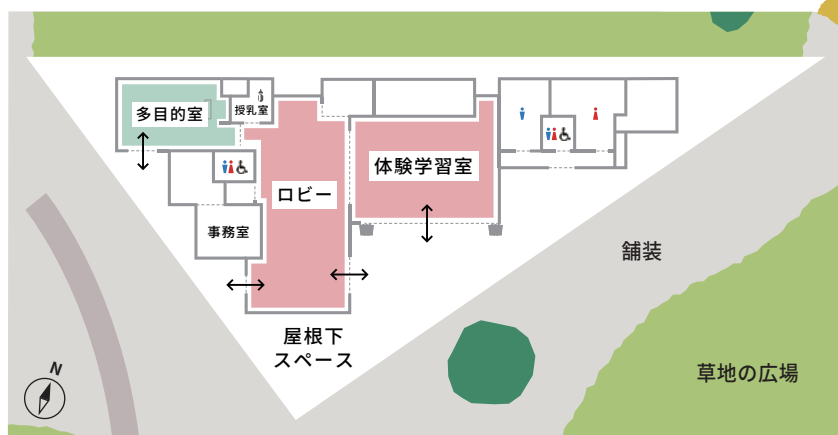 多目的室
授乳室
体験学習室
ロビー
事務室
舗装
屋根下
スペース
草地の広場
N